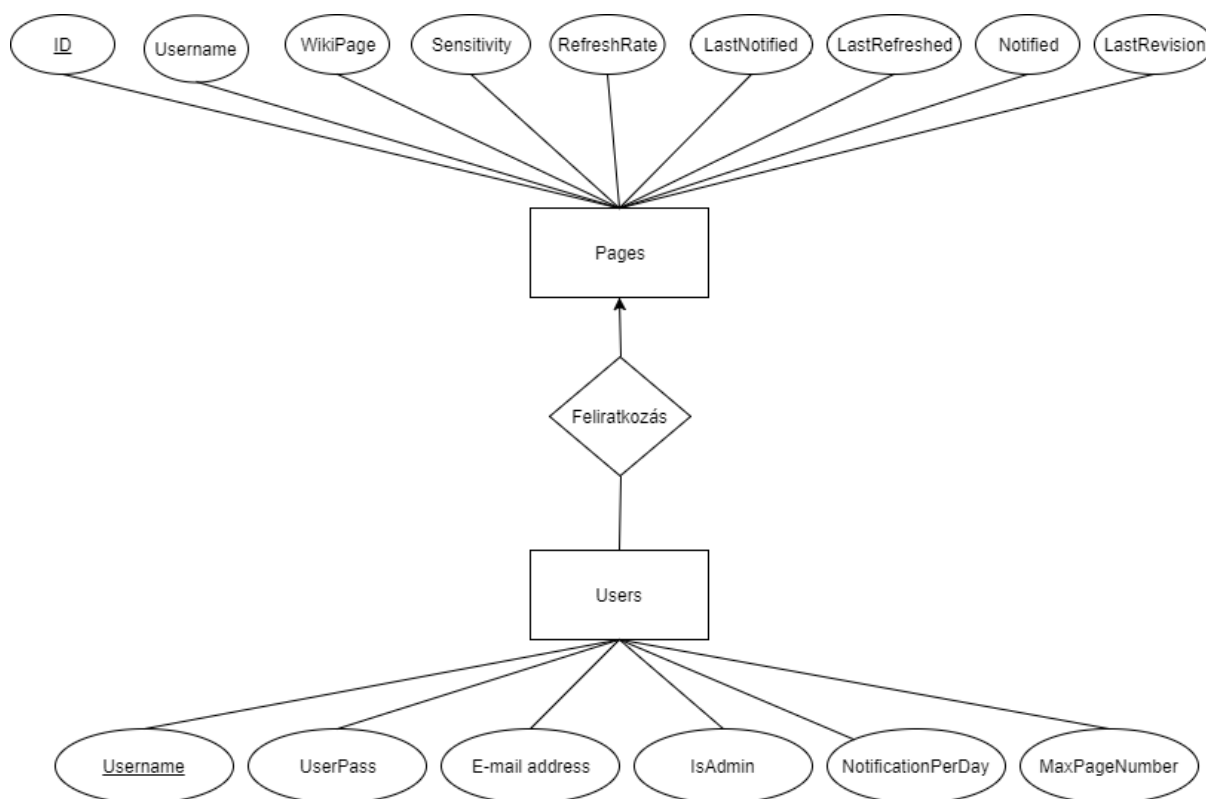 ID
Username
WikiPage
Sensitivity
RefreshRate
LastNotified
LastRefreshed
Notified
LastRevision
Pages
Feliratkozás
Users
Username
UserPass
E-mail address
IsAdmin
NotificationPerDay
MaxPageNumber